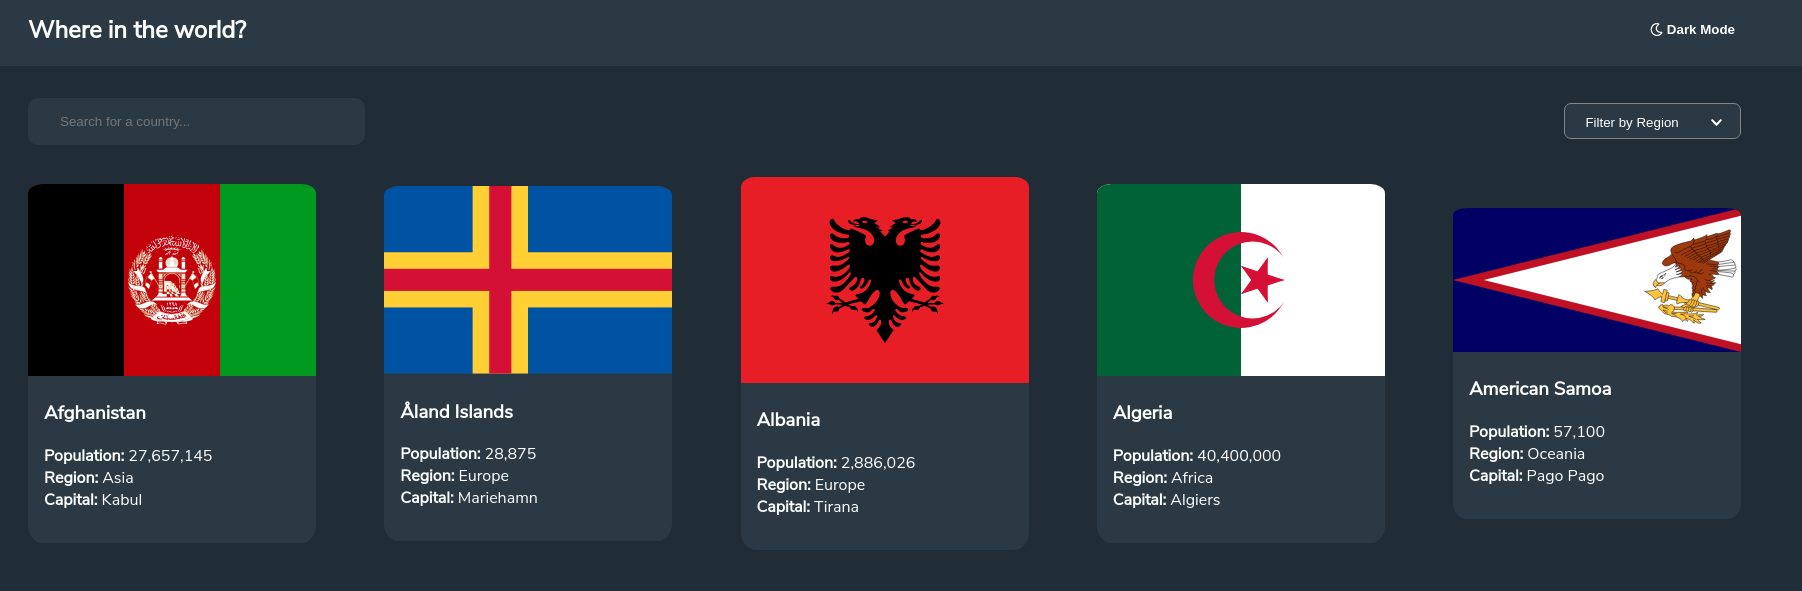 Where in the world?
Dark Mode
Search for a country...
Filter by Region
Afghanistan
Population: 27,657,145
Region: Asia
Capital: Kabul
Åland Islands
Population: 28,875
Region: Europe
Capital: Mariehamn
Albania
Population: 2,886,026
Region: Europe
Capital: Tirana
Algeria
Population: 40,400,000
Region: Africa
Capital: Algiers
American Samoa
Population: 57,100
Region: Oceania
Capital: Pago Pago